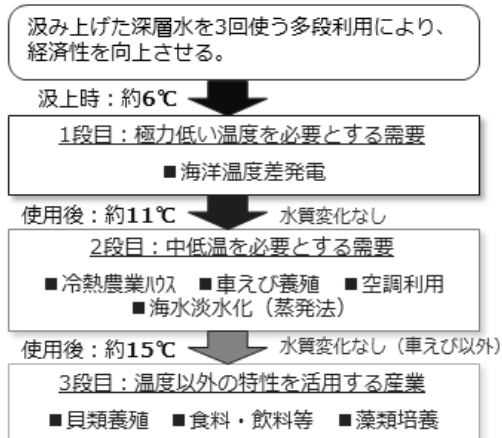 汲み上げた深層水を3回使う多段利用により、
経済性を向上させる。
汲上時：約6℃
1段目：極力低い温度を必要とする需要
■海洋温度差発電
使用後：約11℃ 水質変化なし
2段目：中低温を必要とする需要
■冷熱農業ﾊｳｽ ■車えび養殖 ■空調利用
■海水淡水化（蒸発法）
使用後：約15℃ 水質変化なし（車えび以外）
3段目：温度以外の特性を活用する産業
■貝類養殖 ■食料・飲料等 ■藻類培養